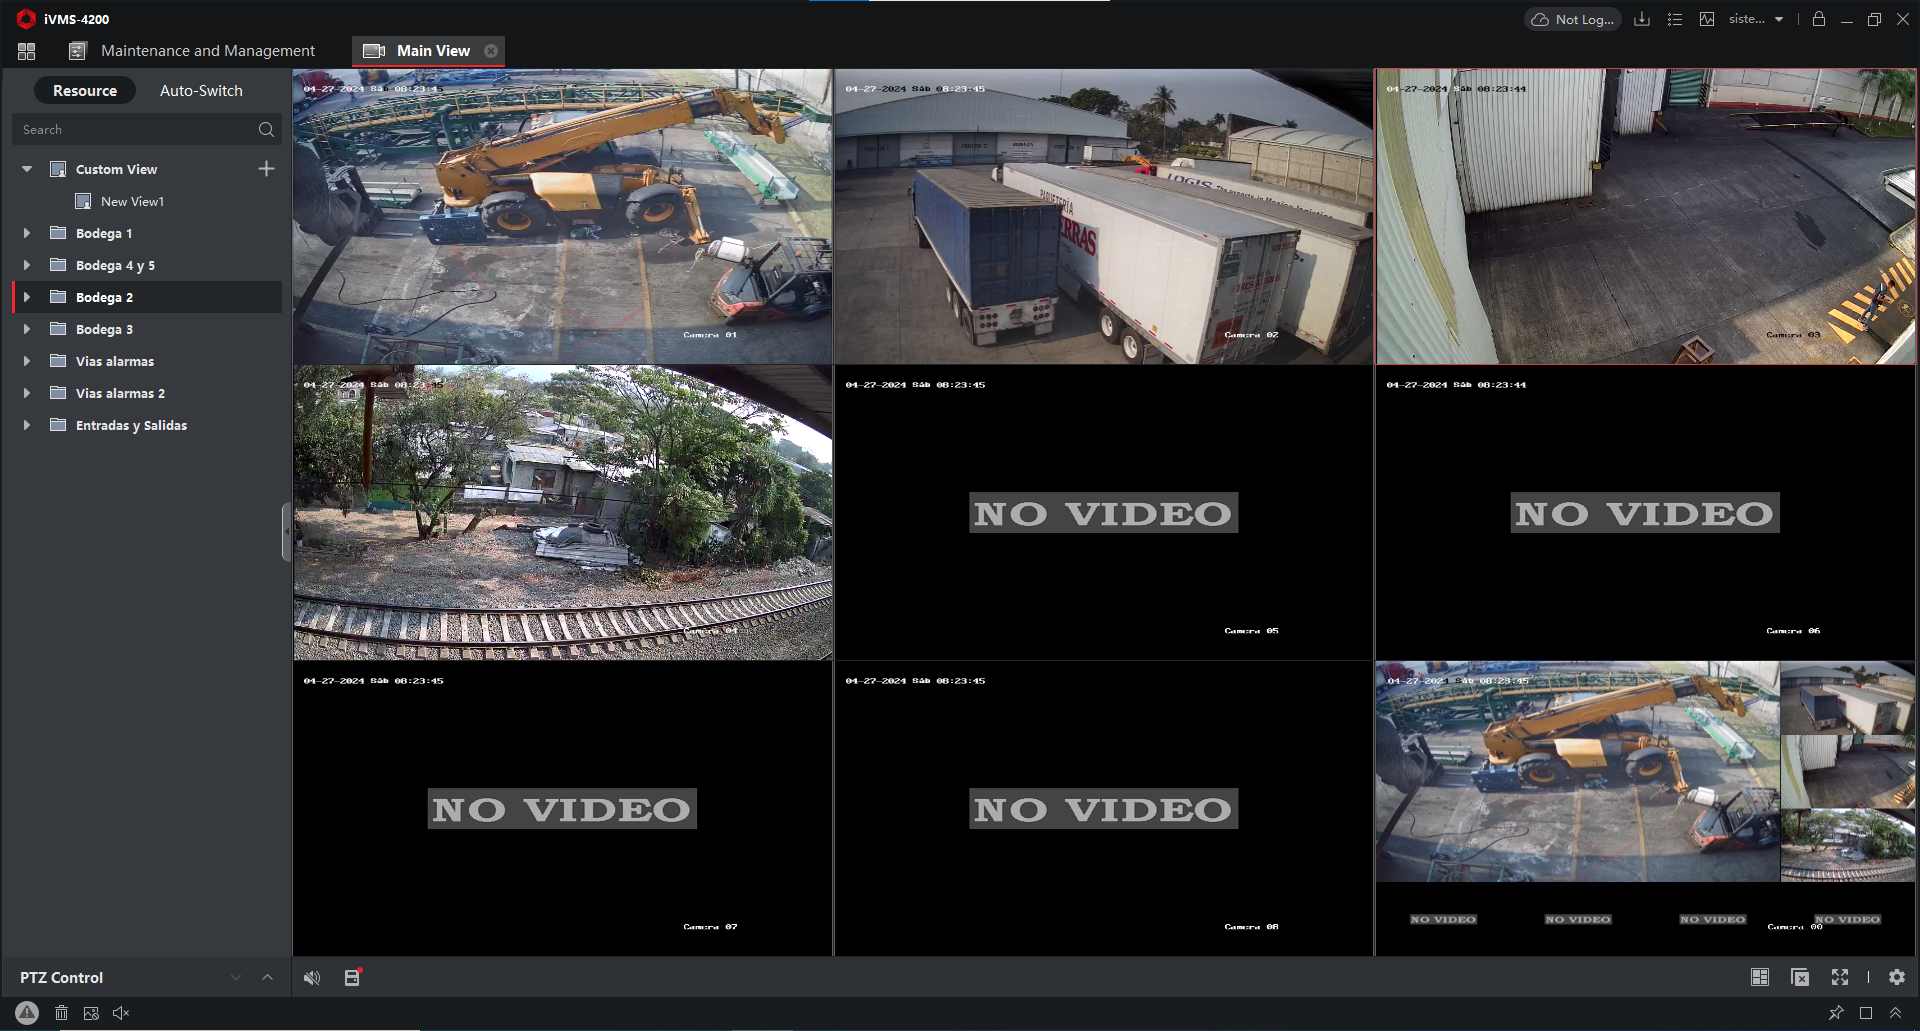 iVMS-4200
Not Log...
siste...
Maintenance and Management
Main View
Resource
Auto-Switch
Search
Custom View
New View1
Bodega 1
Bodega 4 y 5
Bodega 2
Bodega 3
Vias alarmas
Vias alarmas 2
Entradas y Salidas
PTZ Control
04-27-2024 Sáb 08:23:45
Camera 01
04-27-2024 Sáb 08:23:45
LOGIS
PAQUETERÍA
Camera 02
04-27-2024 Sáb 08:23:44
Camera 03
04-27-2024 Sáb 08:23:45
Camera 04
04-27-2024 Sáb 08:23:45
NO VIDEO
Camera 05
04-27-2024 Sáb 08:23:44
NO VIDEO
Camera 06
04-27-2024 Sáb 08:23:45
NO VIDEO
Camera 07
04-27-2024 Sáb 08:23:45
NO VIDEO
Camera 08
04-27-2024 Sáb 08:23:45
NO VIDEO
NO VIDEO
NO VIDEO
NO VIDEO
Camera 00